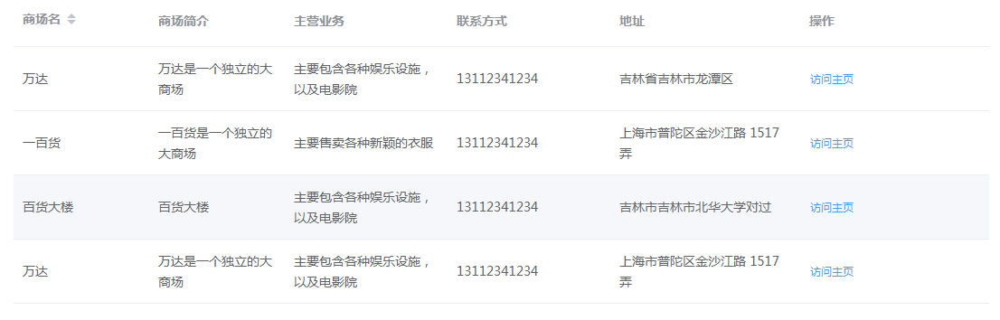 商场名 商场简介 主营业务 联系方式 地址 操作
万达 万达是一个独立的大商场 主要包含各种娱乐设施，以及电影院 13112341234 吉林省吉林市龙潭区 访问主页
一百货 一百货是一个独立的大商场 主要售卖各种新颖的衣服 13112341234 上海市普陀区金沙江路 1517 弄 访问主页
百货大楼 百货大楼 主要包含各种娱乐设施，以及电影院 13112341234 吉林市吉林市北华大学对过 访问主页
万达 万达是一个独立的大商场 主要包含各种娱乐设施，以及电影院 13112341234 上海市普陀区金沙江路 1517 弄 访问主页